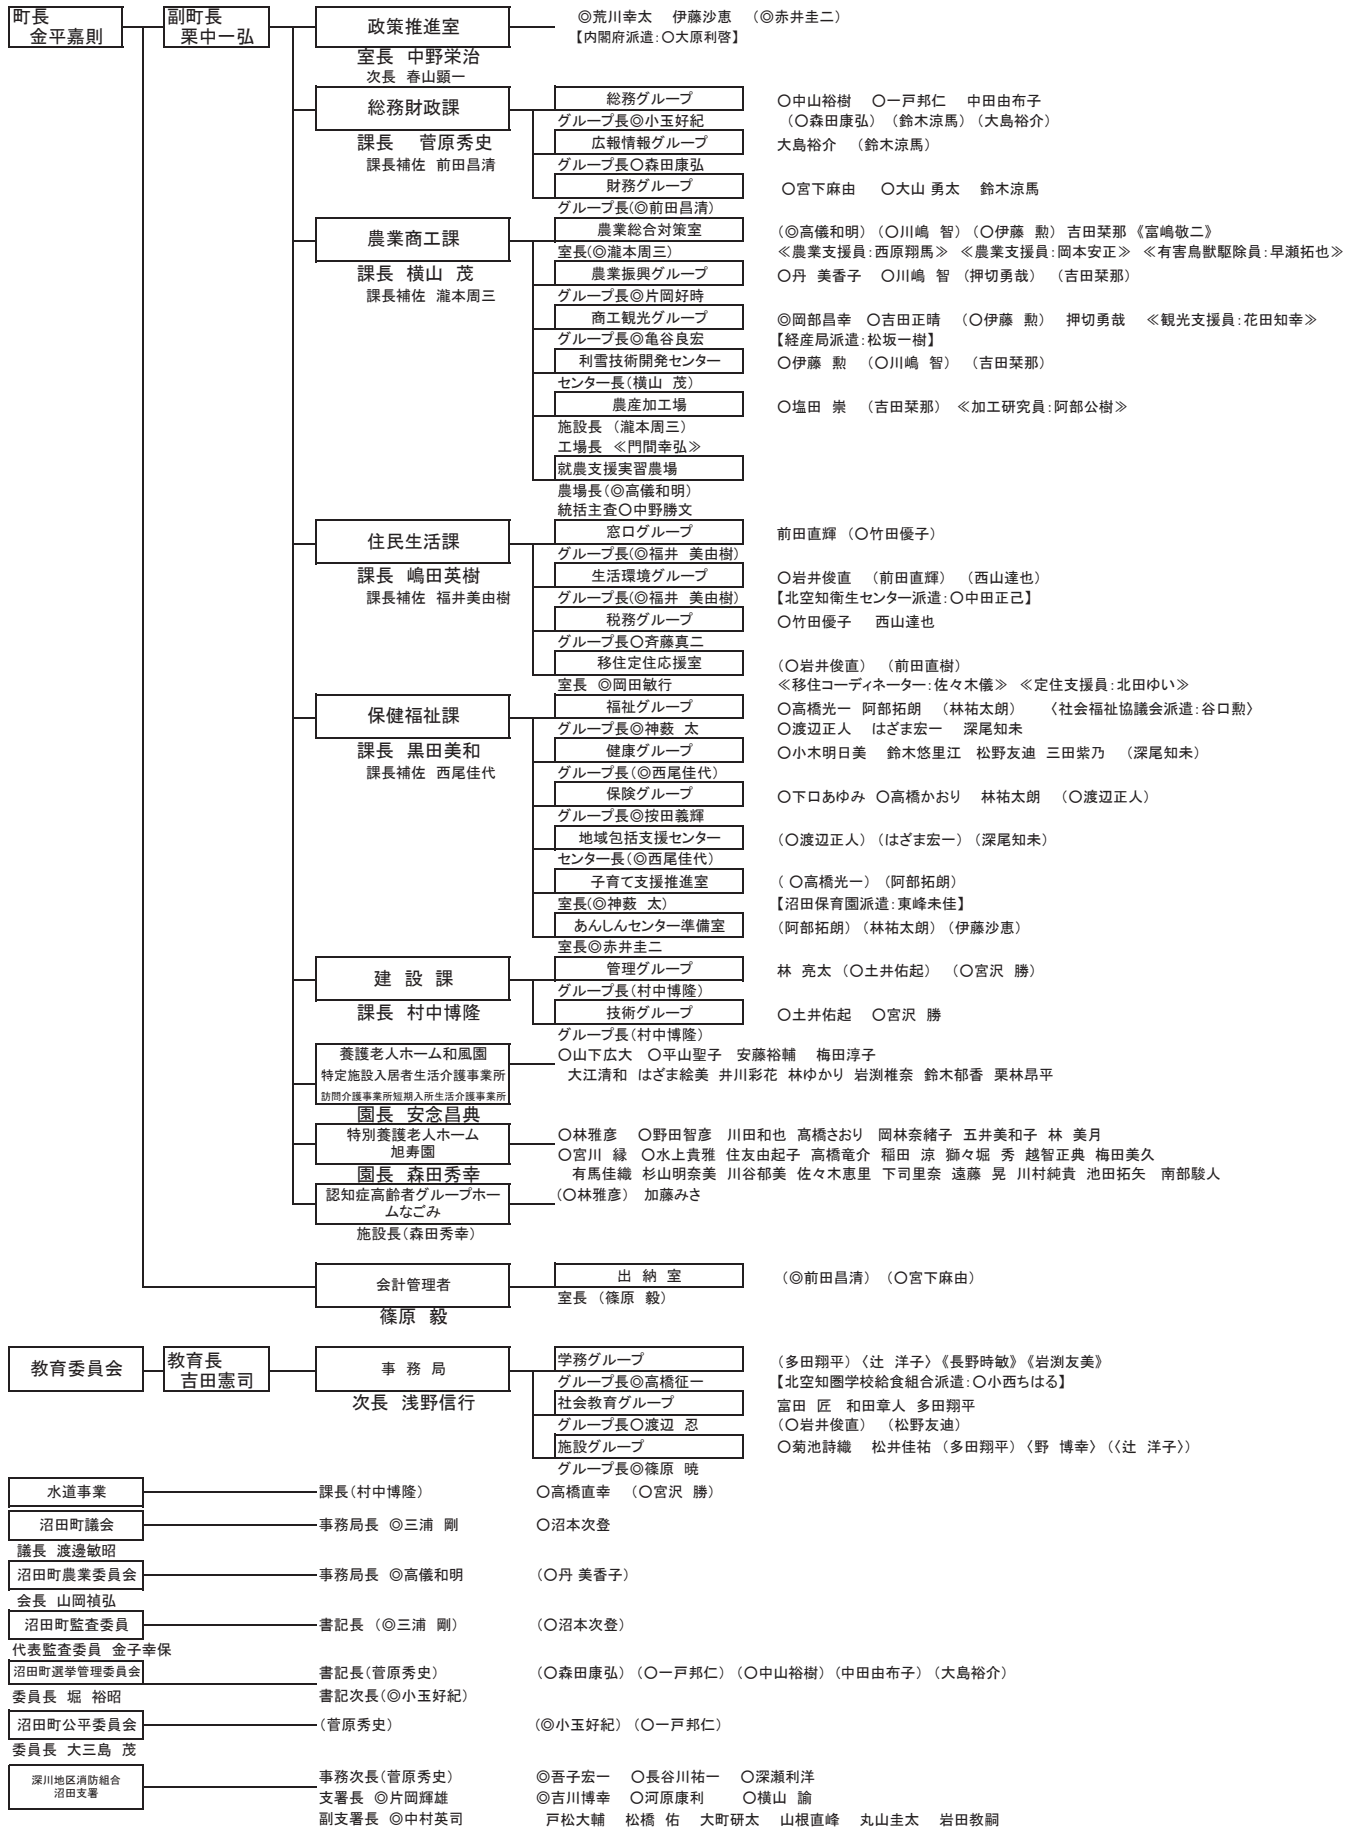 町長
金平嘉則
副町長
栗中一弘
政策推進室
室長 中野栄治
次長 春山顕一
◎荒川幸太 伊藤沙恵 (◎赤井圭二)
【内閣府派遣：○大原利啓】
総務財政課
課長 菅原秀史
課長補佐 前田昌清
総務グループ
グループ長◎小玉好紀
○中山裕樹 ○一戸邦仁 中田由布子
(○森田康弘) (鈴木涼馬) (大島裕介)
広報情報グループ
グループ長○森田康弘
大島裕介 (鈴木涼馬)
財務グループ
グループ長(◎前田昌清)
○宮下麻由 ○大山 勇太 鈴木涼馬
農業商工課
課長 横山 茂
課長補佐 瀧本周三
農業総合対策室
室長(◎瀧本周三)
(◎高儀和明) (○川嶋 智) (○伊藤 勲) 吉田栞那 《富嶋敬二》
≪農業支援員：西原翔馬≫ ≪農業支援員：岡本安正≫ ≪有害鳥獣駆除員：早瀬拓也≫
農業振興グループ
グループ長◎片岡好時
○丹 美香子 ○川嶋 智 (押切勇哉) (吉田栞那)
商工観光グループ
グループ長◎亀谷良宏
◎岡部昌幸 ○吉田正晴 (○伊藤 勲) 押切勇哉 ≪観光支援員：花田知幸≫
【経産局派遣：松坂一樹】
利雪技術開発センター
センター長(横山 茂)
○伊藤 勲 (○川嶋 智) (吉田栞那)
農産加工場
施設長 (瀧本周三)
工場長 ≪門間幸弘≫
○塩田 崇 (吉田栞那) ≪加工研究員：阿部公樹≫
就農支援実習農場
農場長(◎高儀和明)
統括主査○中野勝文
住民生活課
課長 嶋田英樹
課長補佐 福井美由樹
窓口グループ
グループ長(◎福井 美由樹)
前田直輝 (○竹田優子)
生活環境グループ
グループ長(◎福井 美由樹)
○岩井俊直 (前田直輝) (西山達也)
【北空知衛生センター派遣：○中田正己】
税務グループ
グループ長○斉藤真二
○竹田優子 西山達也
移住定住応援室
室長 ◎岡田敏行
(○岩井俊直) (前田直樹)
≪移住コーディネーター：佐々木儀≫ ≪定住支援員：北田ゆい≫
保健福祉課
課長 黒田美和
課長補佐 西尾佳代
福祉グループ
グループ長◎神薮 太
○高橋光一 阿部拓朗 (林祐太朗) 〈社会福祉協議会派遣：谷口勲〉
○渡辺正人 はざま宏一 深尾知未
健康グループ
グループ長(◎西尾佳代)
○小木明日美 鈴木悠里江 松野友迪 三田紫乃 (深尾知未)
保険グループ
グループ長◎按田義輝
○下口あゆみ ○高橋かおり 林祐太朗 (○渡辺正人)
地域包括支援センター
センター長(◎西尾佳代)
(○渡辺正人) (はざま宏一) (深尾知未)
子育て支援推進室
室長(◎神薮 太)
( ○高橋光一) (阿部拓朗)
【沼田保育園派遣：東峰未佳】
あんしんセンター準備室
室長◎赤井圭二
(阿部拓朗) (林祐太朗) (伊藤沙恵)
建 設 課
課長 村中博隆
管理グループ
グループ長(村中博隆)
林 亮太 (○土井佑起) (○宮沢 勝)
技術グループ
グループ長(村中博隆)
○土井佑起 ○宮沢 勝
養護老人ホーム和風園
特定施設入居者生活介護事業所
訪問介護事業所短期入所生活介護事業所
園長 安念昌典
○山下広大 ○平山聖子 安藤裕輔 梅田淳子
大江清和 はざま絵美 井川彩花 林ゆかり 岩渕椎奈 鈴木郁香 栗林昂平
特別養護老人ホーム
旭寿園
園長 森田秀幸
○林雅彦 ○野田智彦 川田和也 髙橋さおり 岡林奈緒子 五井美和子 林 美月
○宮川 縁 ○水上貴雅 住友由起子 高橋竜介 稲田 涼 獅々堀 秀 越智正典 梅田美久
有馬佳織 杉山明奈美 川谷郁美 佐々木恵里 下司里奈 遠藤 晃 川村純貴 池田拓矢 南部駿人
認知症高齢者グループホー
ムなごみ
施設長(森田秀幸)
(○林雅彦) 加藤みさ
会計管理者
篠原 毅
出 納 室
室長 (篠原 毅)
(◎前田昌清) (○宮下麻由)
教育委員会
教育長
吉田憲司
事 務 局
次長 浅野信行
学務グループ
グループ長◎高橋征一
(多田翔平) 〈辻 洋子〉 《長野時敏》 《岩渕友美》
【北空知圏学校給食組合派遣：○小西ちはる】
社会教育グループ
グループ長○渡辺 忍
富田 匠 和田章人 多田翔平
(○岩井俊直) (松野友迪)
施設グループ
グループ長◎篠原 暁
○菊池詩織 松井佳祐 (多田翔平) 〈野 博幸〉 (〈辻 洋子〉)
水道事業
課長(村中博隆)
○高橋直幸 (○宮沢 勝)
沼田町議会
議長 渡邊敏昭
事務局長 ◎三浦 剛
○沼本次登
沼田町農業委員会
会長 山岡禎弘
事務局長 ◎高儀和明
(○丹 美香子)
沼田町監査委員
代表監査委員 金子幸保
書記長 (◎三浦 剛)
(○沼本次登)
沼田町選挙管理委員会
委員長 堀 裕昭
書記長(菅原秀史)
書記次長(◎小玉好紀)
(○森田康弘) (○一戸邦仁) (○中山裕樹) (中田由布子) (大島裕介)
沼田町公平委員会
委員長 大三島 茂
(菅原秀史)
(◎小玉好紀) (○一戸邦仁)
深川地区消防組合
沼田支署
事務次長(菅原秀史)
支署長 ◎片岡輝雄
副支署長 ◎中村英司
◎吾子宏一 ○長谷川祐一 ○深瀬利洋
◎吉川博幸 ○河原康利 ○横山 諭
戸松大輔 松橋 佑 大町研太 山根直峰 丸山圭太 岩田教嗣